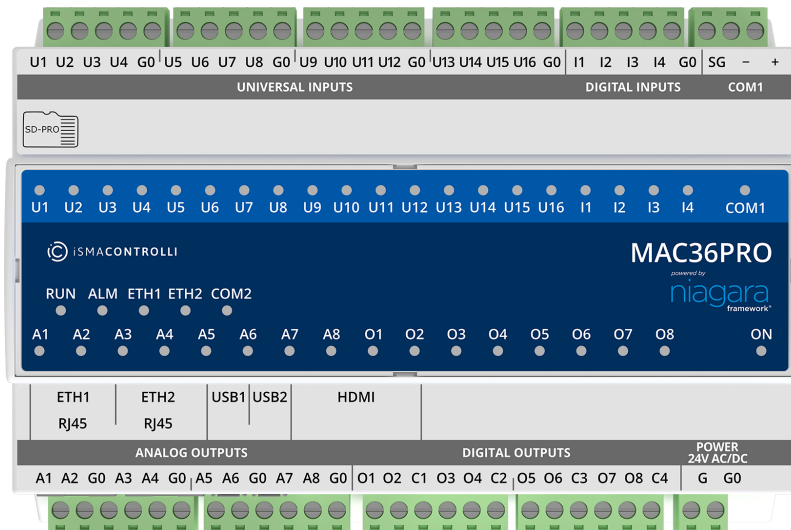 U1 U2 U3 U4 G0 U5 U6 U7 U8 G0 U9 U10 U11 U12 G0 U13 U14 U15 U16 G0 I1 I2 I3 I4 G0 SG − +
UNIVERSAL INPUTS DIGITAL INPUTS COM1
SD-PRO
U1 U2 U3 U4 U5 U6 U7 U8 U9 U10 U11 U12 U13 U14 U15 U16 I1 I2 I3 I4 COM1
iSMACONTROLLI
MAC36PRO
powered by
niagara
framework®
RUN ALM ETH1 ETH2 COM2
A1 A2 A3 A4 A5 A6 A7 A8 O1 O2 O3 O4 O5 O6 O7 O8 ON
ETH1 ETH2 USB1 USB2 HDMI
RJ45 RJ45
ANALOG OUTPUTS DIGITAL OUTPUTS POWER
24V AC/DC
A1 A2 G0 A3 A4 G0 A5 A6 G0 A7 A8 G0 O1 O2 C1 O3 O4 C2 O5 O6 C3 O7 O8 C4 G G0